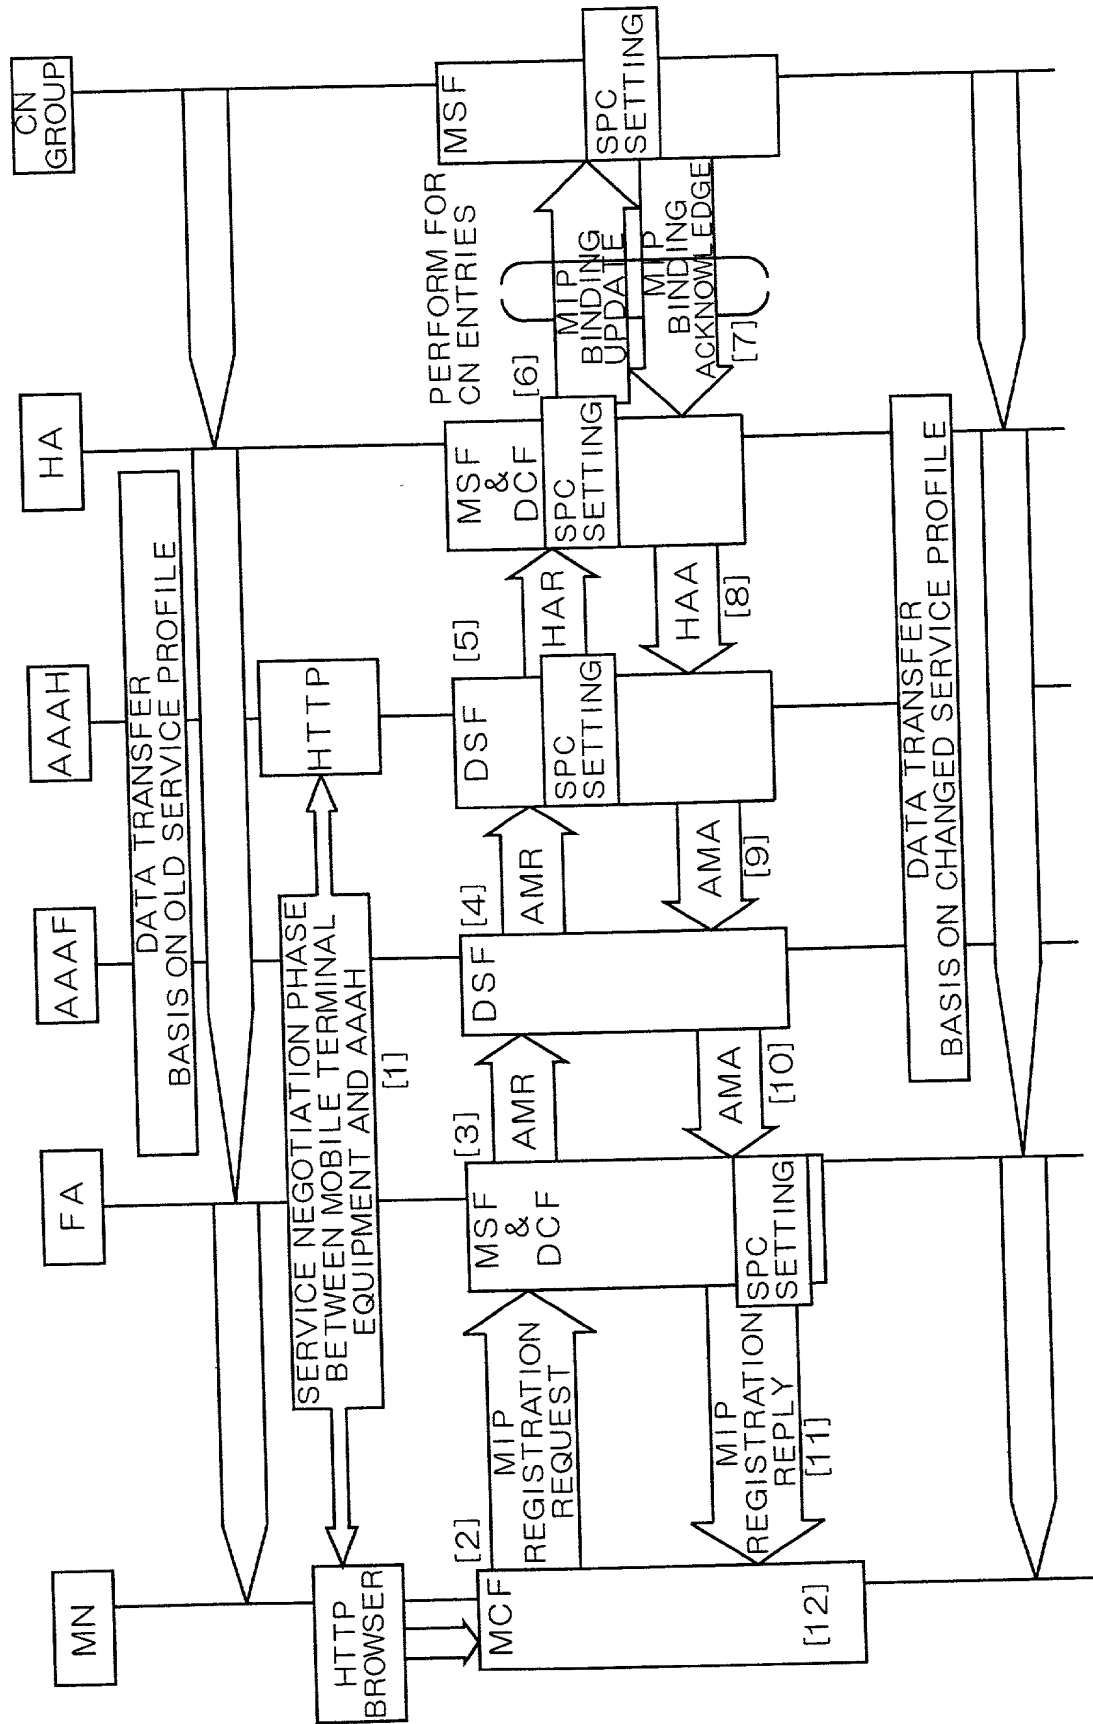 MN
FA
AAAF
AAAH
HA
CN
GROUP
DATA TRANSFER
BASIS ON OLD SERVICE PROFILE
HTTP
BROWSER
SERVICE NEGOTIATION PHASE
BETWEEN MOBILE TERMINAL
EQUIPMENT AND AAAH
[1]
HTTP
PERFORM FOR
CN ENTRIES
MCF
[2]
MIP
REGISTRATION
REQUEST
MSF
&
DCF
[3]
AMR
DSF
[4]
AMR
DSF
SPC
SETTING
[5]
HAR
MSF
&
DCF
SPC
SETTING
[6]
MIP
BINDING
UPDATE
MSF
SPC
SETTING
MIP
BINDING
ACKNOWLEDGE
[7]
HAA
[8]
AMA
[9]
AMA
[10]
SPC
SETTING
MIP
REGISTRATION
REPLY
[11]
[12]
DATA TRANSFER
BASIS ON CHANGED SERVICE PROFILE